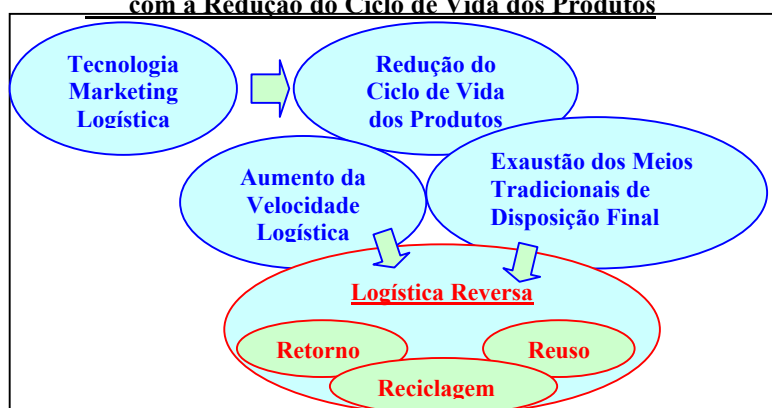 com a Redução do Ciclo de Vida dos Produtos
Tecnologia
Marketing
Logística
Redução do
Ciclo de Vida
dos Produtos
Aumento da
Velocidade
Logística
Exaustão dos Meios
Tradicionais de
Disposição Final
Logística Reversa
Retorno
Reuso
Reciclagem